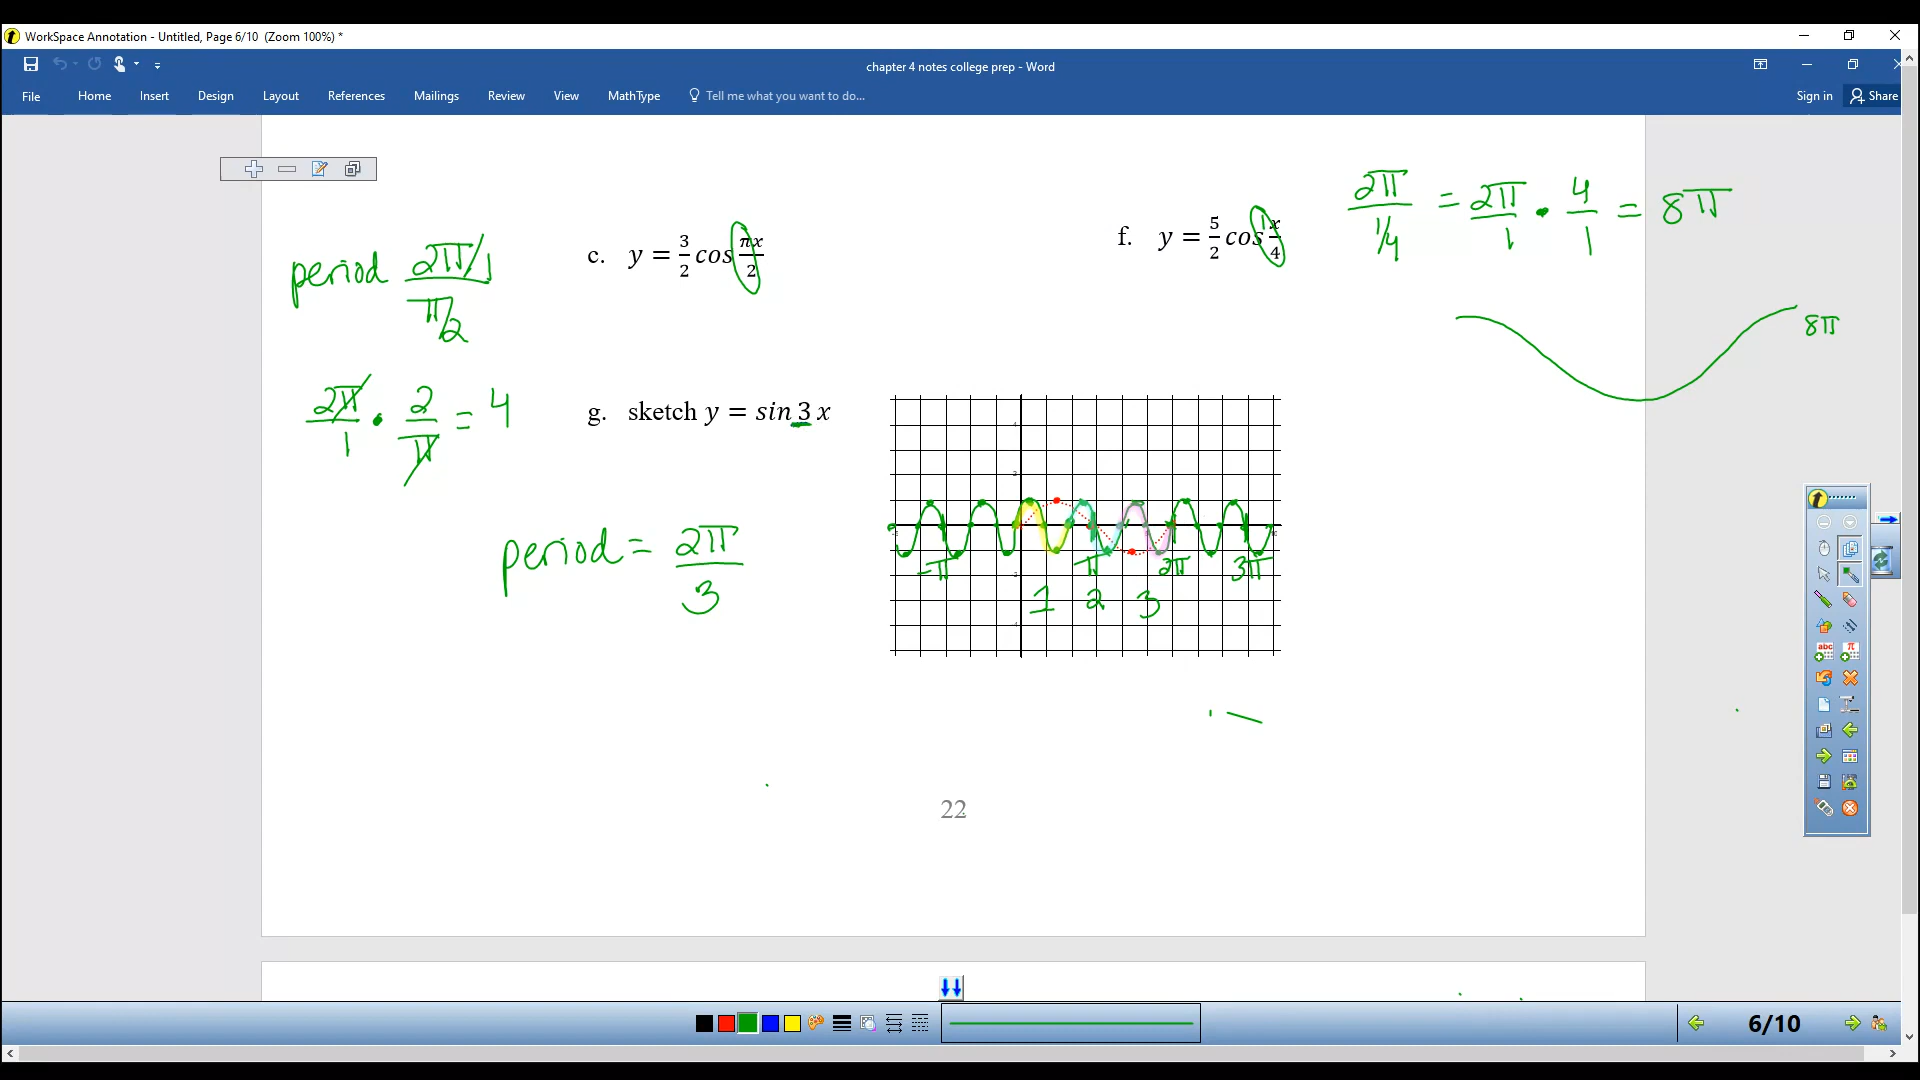 WorkSpace Annotation - Untitled, Page 6/10 (Zoom 100%) *
chapter 4 notes college prep - Word
File Home Insert Design Layout References Mailings Review View MathType Tell me what you want to do... Sign in Share
c. y = 3/2 cos πx/2
period 2π/1 / π/2
2π/1 · 2/π = 4
f. y = 5/2 cos 1x/4
2π / 1/4 = 2π/1 · 4/1 = 8π
8π
g. sketch y = sin 3 x
period = 2π/3
-π π 2π 3π
1 2 3
22
abc π
6/10